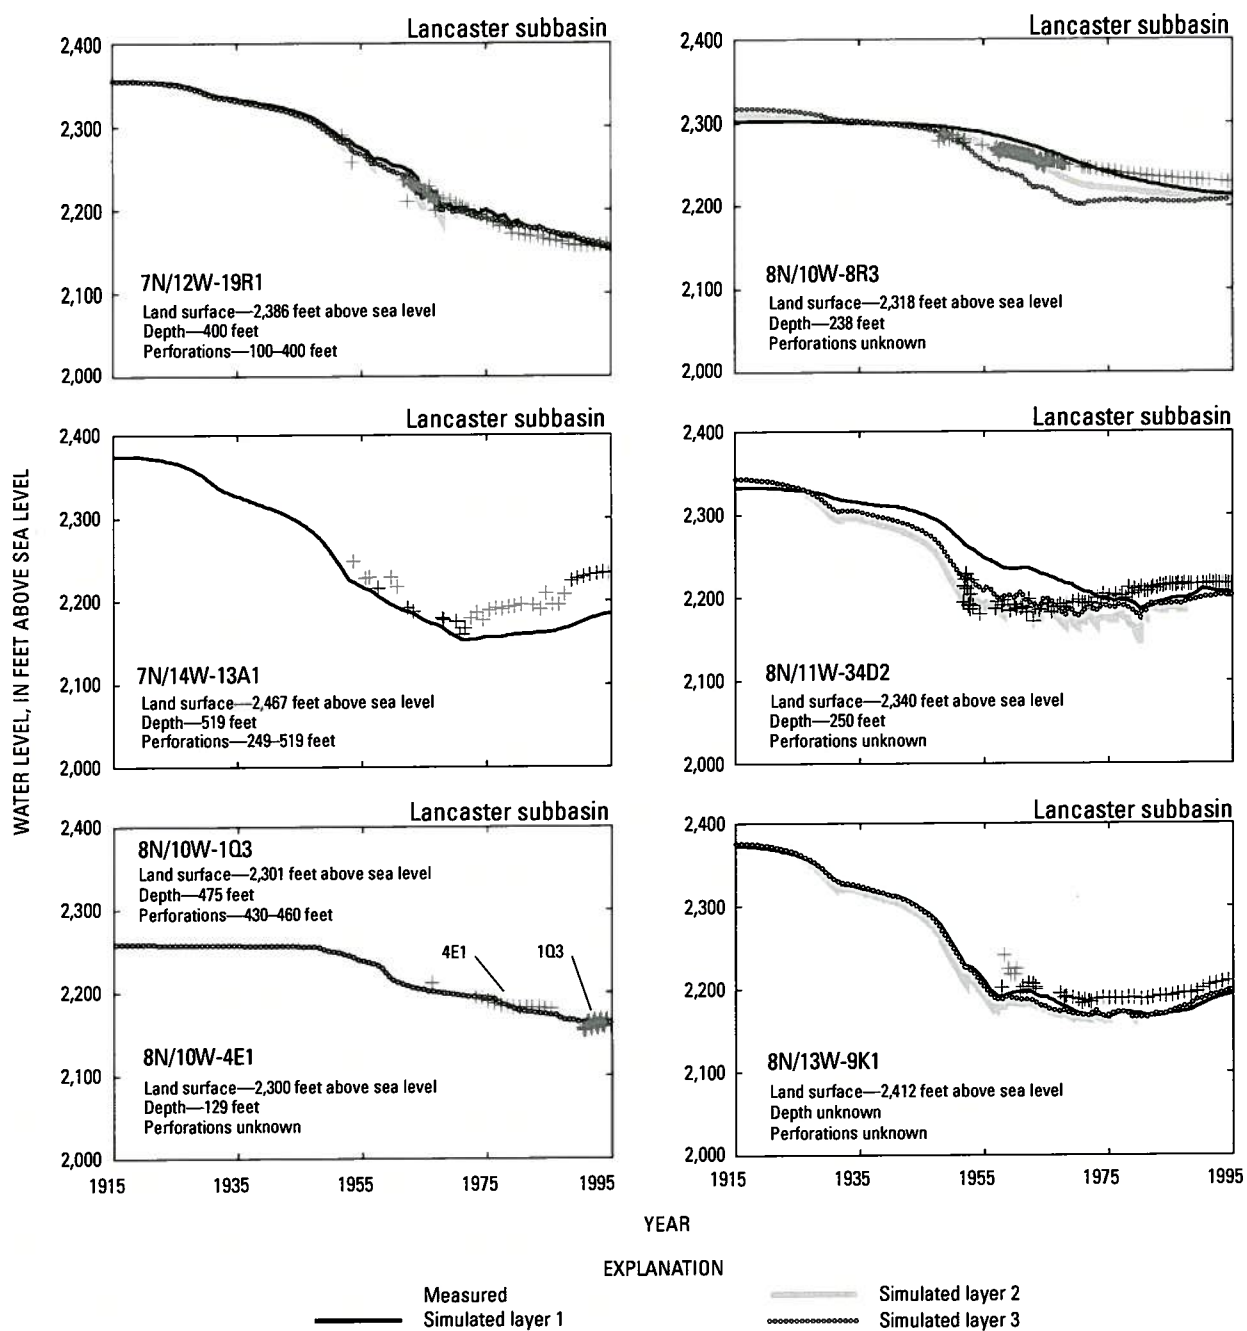 Lancaster subbasin
2,400
2,300
2,200
2,100
2,000
7N/12W-19R1
Land surface—2,386 feet above sea level
Depth—400 feet
Perforations—100–400 feet
Lancaster subbasin
2,400
2,300
2,200
2,100
2,000
8N/10W-8R3
Land surface—2,318 feet above sea level
Depth—238 feet
Perforations unknown
WATER LEVEL, IN FEET ABOVE SEA LEVEL
Lancaster subbasin
2,400
2,300
2,200
2,100
2,000
7N/14W-13A1
Land surface—2,467 feet above sea level
Depth—519 feet
Perforations—249–519 feet
Lancaster subbasin
2,400
2,300
2,200
2,100
2,000
8N/11W-34D2
Land surface—2,340 feet above sea level
Depth—250 feet
Perforations unknown
Lancaster subbasin
2,400
2,300
2,200
2,100
2,000
8N/10W-1Q3
Land surface—2,301 feet above sea level
Depth—475 feet
Perforations—430–460 feet
4E1
1Q3
8N/10W-4E1
Land surface—2,300 feet above sea level
Depth—129 feet
Perforations unknown
1915 1935 1955 1975 1995
Lancaster subbasin
2,400
2,300
2,200
2,100
2,000
8N/13W-9K1
Land surface—2,412 feet above sea level
Depth unknown
Perforations unknown
1915 1935 1955 1975 1995
YEAR
EXPLANATION
Measured
Simulated layer 1
Simulated layer 2
Simulated layer 3